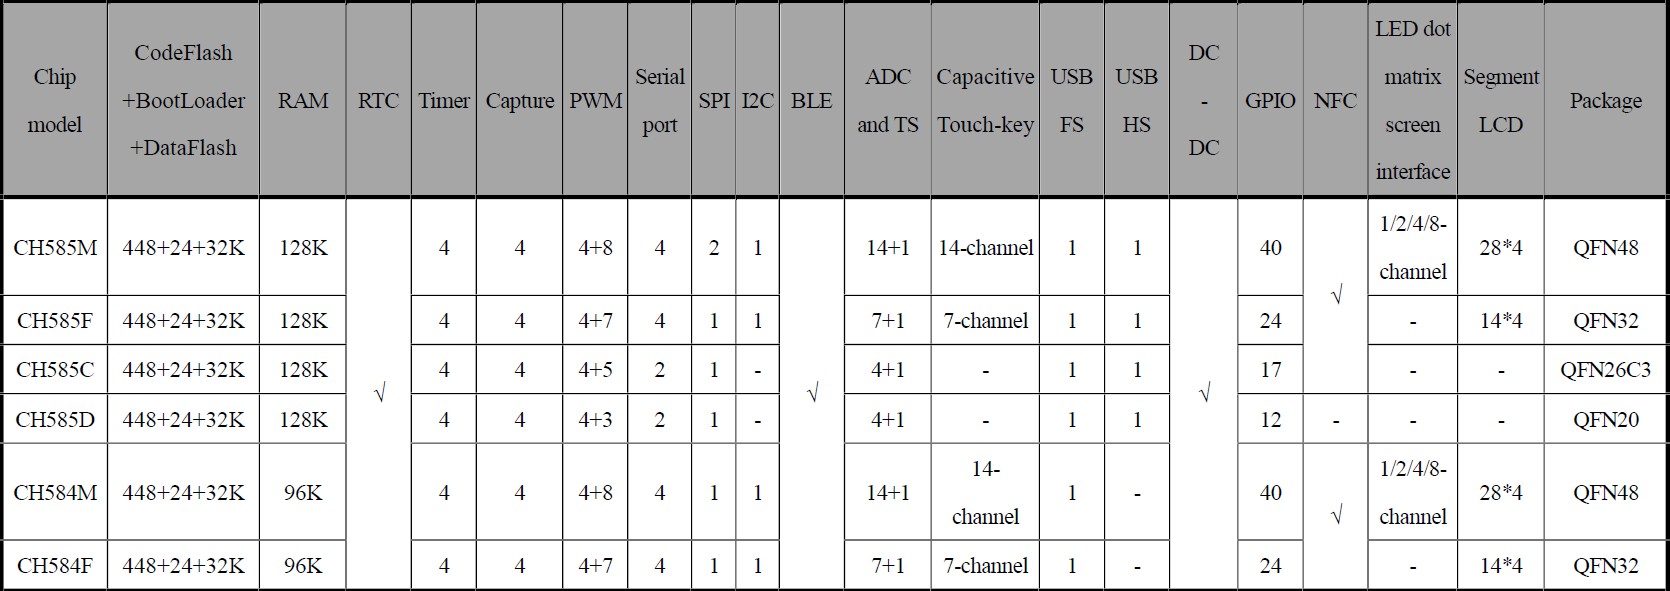 Chip model CodeFlash +BootLoader +DataFlash RAM RTC Timer Capture PWM Serial port SPI I2C BLE ADC and TS Capacitive Touch-key USB FS USB HS DC - DC GPIO NFC LED dot matrix screen interface Segment LCD Package
CH585M 448+24+32K 128K √ 4 4 4+8 4 2 1 √ 14+1 14-channel 1 1 √ 40 √ 1/2/4/8-channel 28*4 QFN48
CH585F 448+24+32K 128K 4 4 4+7 4 1 1 7+1 7-channel 1 1 24 - 14*4 QFN32
CH585C 448+24+32K 128K 4 4 4+5 2 1 - 4+1 - 1 1 17 - - QFN26C3
CH585D 448+24+32K 128K 4 4 4+3 2 1 - 4+1 - 1 1 12 - - - QFN20
CH584M 448+24+32K 96K 4 4 4+8 4 1 1 14+1 14-channel 1 - 40 √ 1/2/4/8-channel 28*4 QFN48
CH584F 448+24+32K 96K 4 4 4+7 4 1 1 7+1 7-channel 1 - 24 - 14*4 QFN32